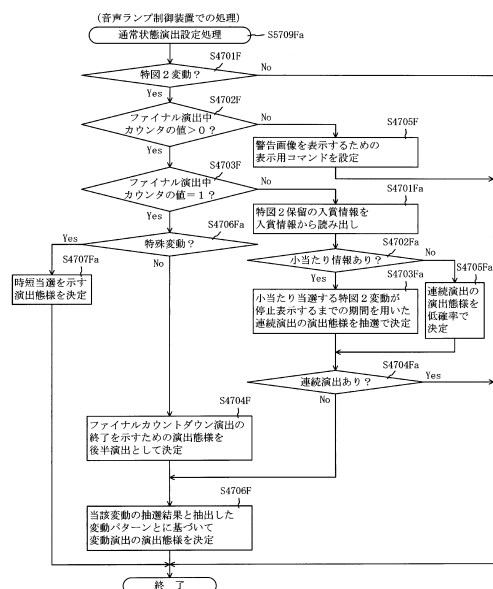 (音声ランプ制御装置での処理)
通常状態演出設定処理
S5709Fa
S4701F
特図2変動?
No
Yes
S4702F
ファイナル演出中
カウンタの値>0?
No
Yes
S4705F
警告画像を表示するための
表示用コマンドを設定
S4703F
ファイナル演出中
カウンタの値=1?
No
Yes
S4701Fa
特図2保留の入賞情報を
入賞情報から読み出し
S4706Fa
特殊変動?
Yes
No
S4707Fa
時短当選を示す
演出態様を決定
S4702Fa
小当たり情報あり?
No
Yes
S4703Fa
小当たり当選する特図2変動が
停止表示するまでの期間を用いた
連続演出の演出態様を抽選で決定
S4705Fa
連続演出の
演出態様を
低確率で
決定
S4704Fa
連続演出あり?
Yes
No
S4704F
ファイナルカウントダウン演出の
終了を示すための演出態様を
後半演出として決定
S4706F
当該変動の抽選結果と抽出した
変動パターンとに基づいて
変動演出の演出態様を決定
終了